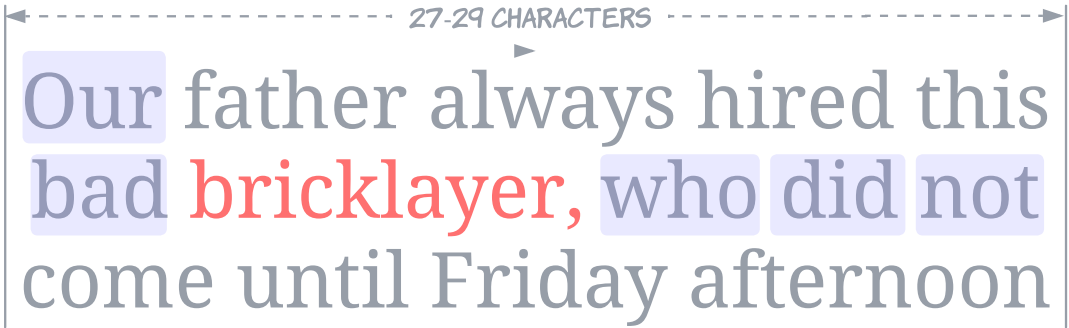 27-29 CHARACTERS
Our father always hired this
bad bricklayer, who did not
come until Friday afternoon